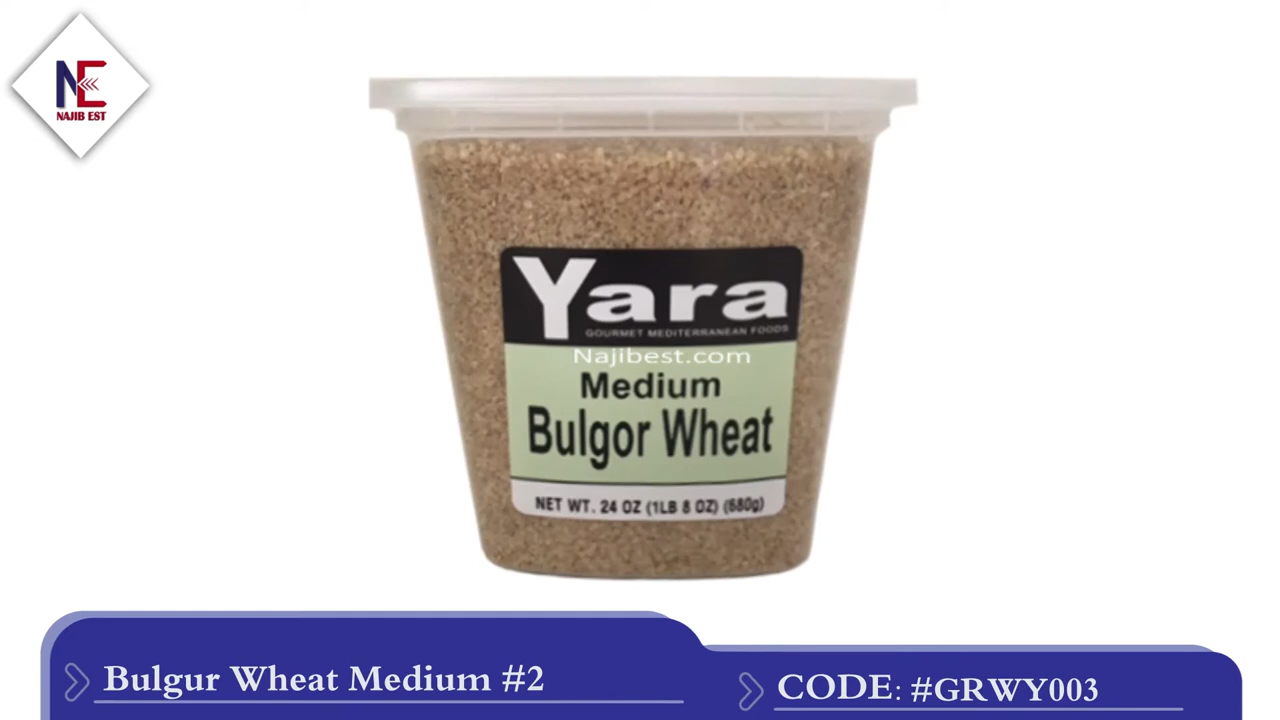 NE
NAJIB EST
Yara
GOURMET MEDITERRANEAN FOODS
Najibest.com
Medium
Bulgor Wheat
NET WT. 24 OZ (1LB 8 OZ) (680g)
Bulgur Wheat Medium #2
CODE: #GRWY003